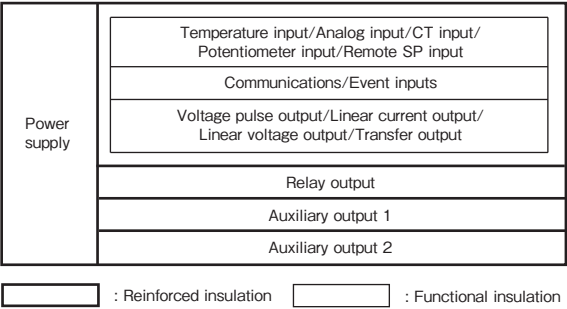 Power
supply
Temperature input/Analog input/CT input/
Potentiometer input/Remote SP input
Communications/Event inputs
Voltage pulse output/Linear current output/
Linear voltage output/Transfer output
Relay output
Auxiliary output 1
Auxiliary output 2
: Reinforced insulation
: Functional insulation